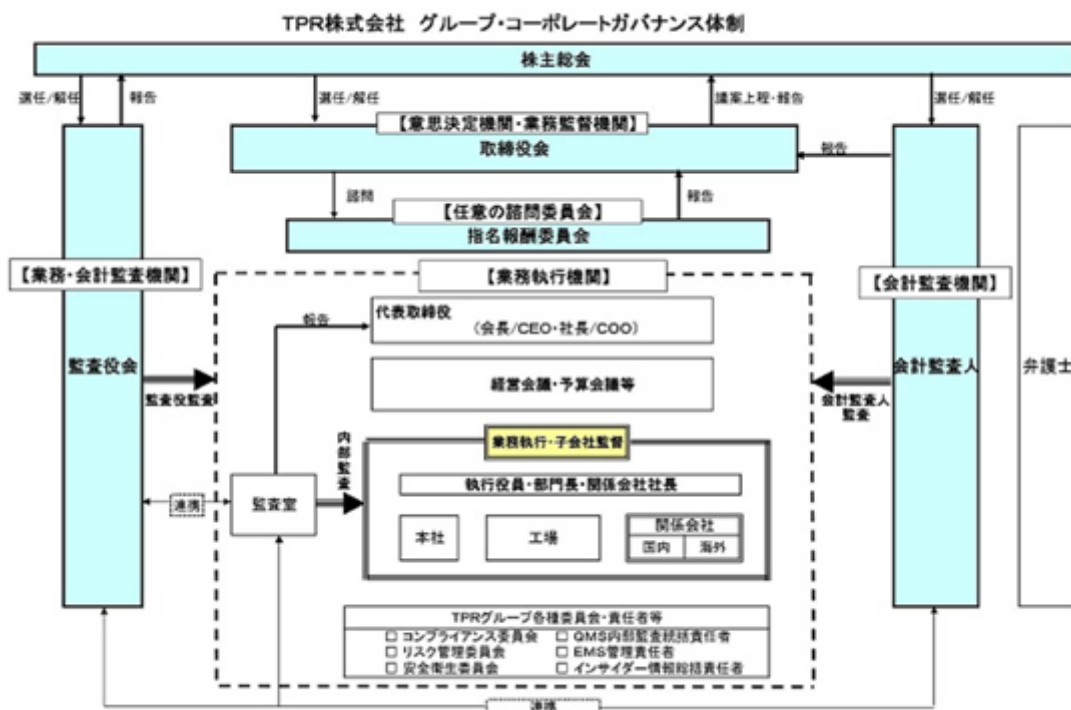 TPR株式会社 グループ・コーポレートガバナンス体制
株主総会
選任/解任
報告
選任/解任
議案上程・報告
選任/解任
【意思決定機関・業務監督機関】
取締役会
報告
諮問
報告
【任意の諮問委員会】
指名報酬委員会
【業務・会計監査機関】
【業務執行機関】
【会計監査機関】
報告
代表取締役
(会長/CEO・社長/COO)
監査役会
会計監査人
弁護士
経営会議・予算会議等
監査役監査
会計監査人
監査
業務執行・子会社監督
内部監査
執行役員・部門長・関係会社社長
連携
監査室
本社
工場
関係会社
国内
海外
TPRグループ各種委員会・責任者等
□ コンプライアンス委員会
□ QMS内部監査統括責任者
□ リスク管理委員会
□ EMS管理責任者
□ 安全衛生委員会
□ インサイダー情報総括責任者
連携